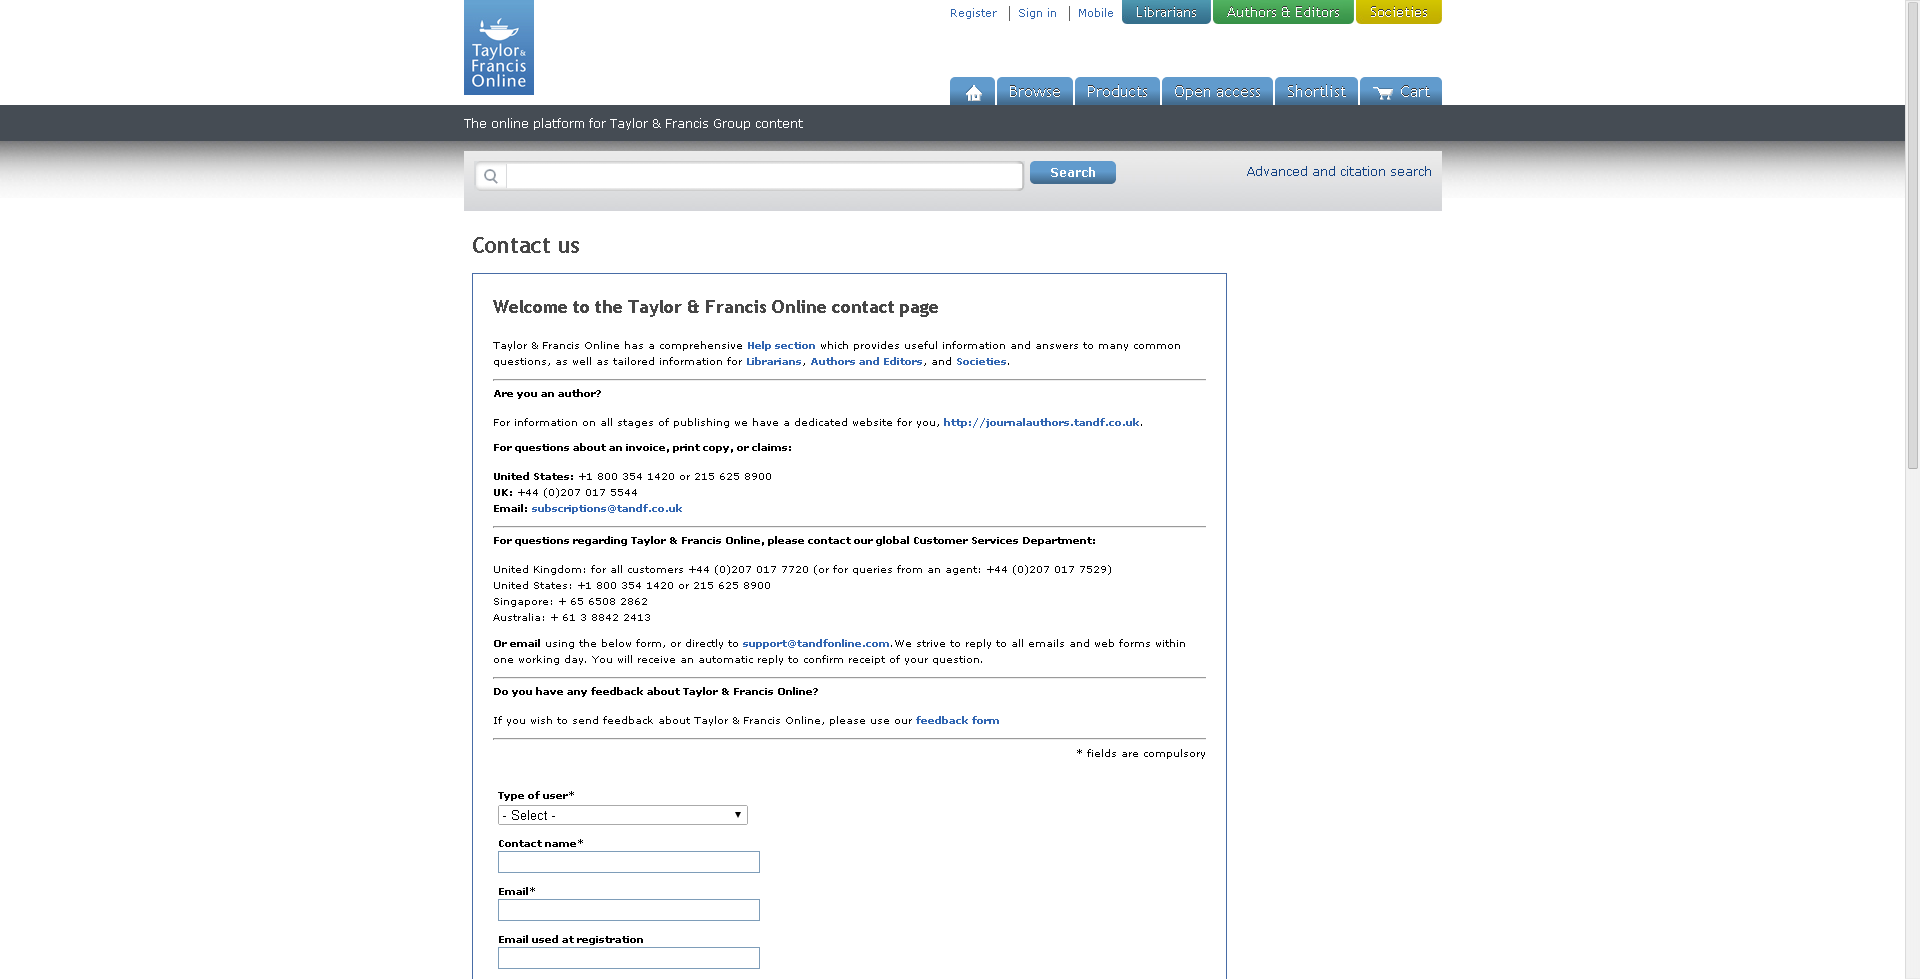 Taylor &
Francis
Online
Register
Sign in
Mobile
Librarians
Authors & Editors
Societies
Browse
Products
Open access
Shortlist
Cart
The online platform for Taylor & Francis Group content
Search
Advanced and citation search
Contact us
Welcome to the Taylor & Francis Online contact page
Taylor & Francis Online has a comprehensive Help section which provides useful information and answers to many common
questions, as well as tailored information for Librarians, Authors and Editors, and Societies.
Are you an author?
For information on all stages of publishing we have a dedicated website for you, http://journalauthors.tandf.co.uk.
For questions about an invoice, print copy, or claims:
United States: +1 800 354 1420 or 215 625 8900
UK: +44 (0)207 017 5544
Email: subscriptions@tandf.co.uk
For questions regarding Taylor & Francis Online, please contact our global Customer Services Department:
United Kingdom: for all customers +44 (0)207 017 7720 (or for queries from an agent: +44 (0)207 017 7529)
United States: +1 800 354 1420 or 215 625 8900
Singapore: + 65 6508 2862
Australia: + 61 3 8842 2413
Or email using the below form, or directly to support@tandfonline.com. We strive to reply to all emails and web forms within
one working day. You will receive an automatic reply to confirm receipt of your question.
Do you have any feedback about Taylor & Francis Online?
If you wish to send feedback about Taylor & Francis Online, please use our feedback form
* fields are compulsory
Type of user*
- Select -
Contact name*
Email*
Email used at registration